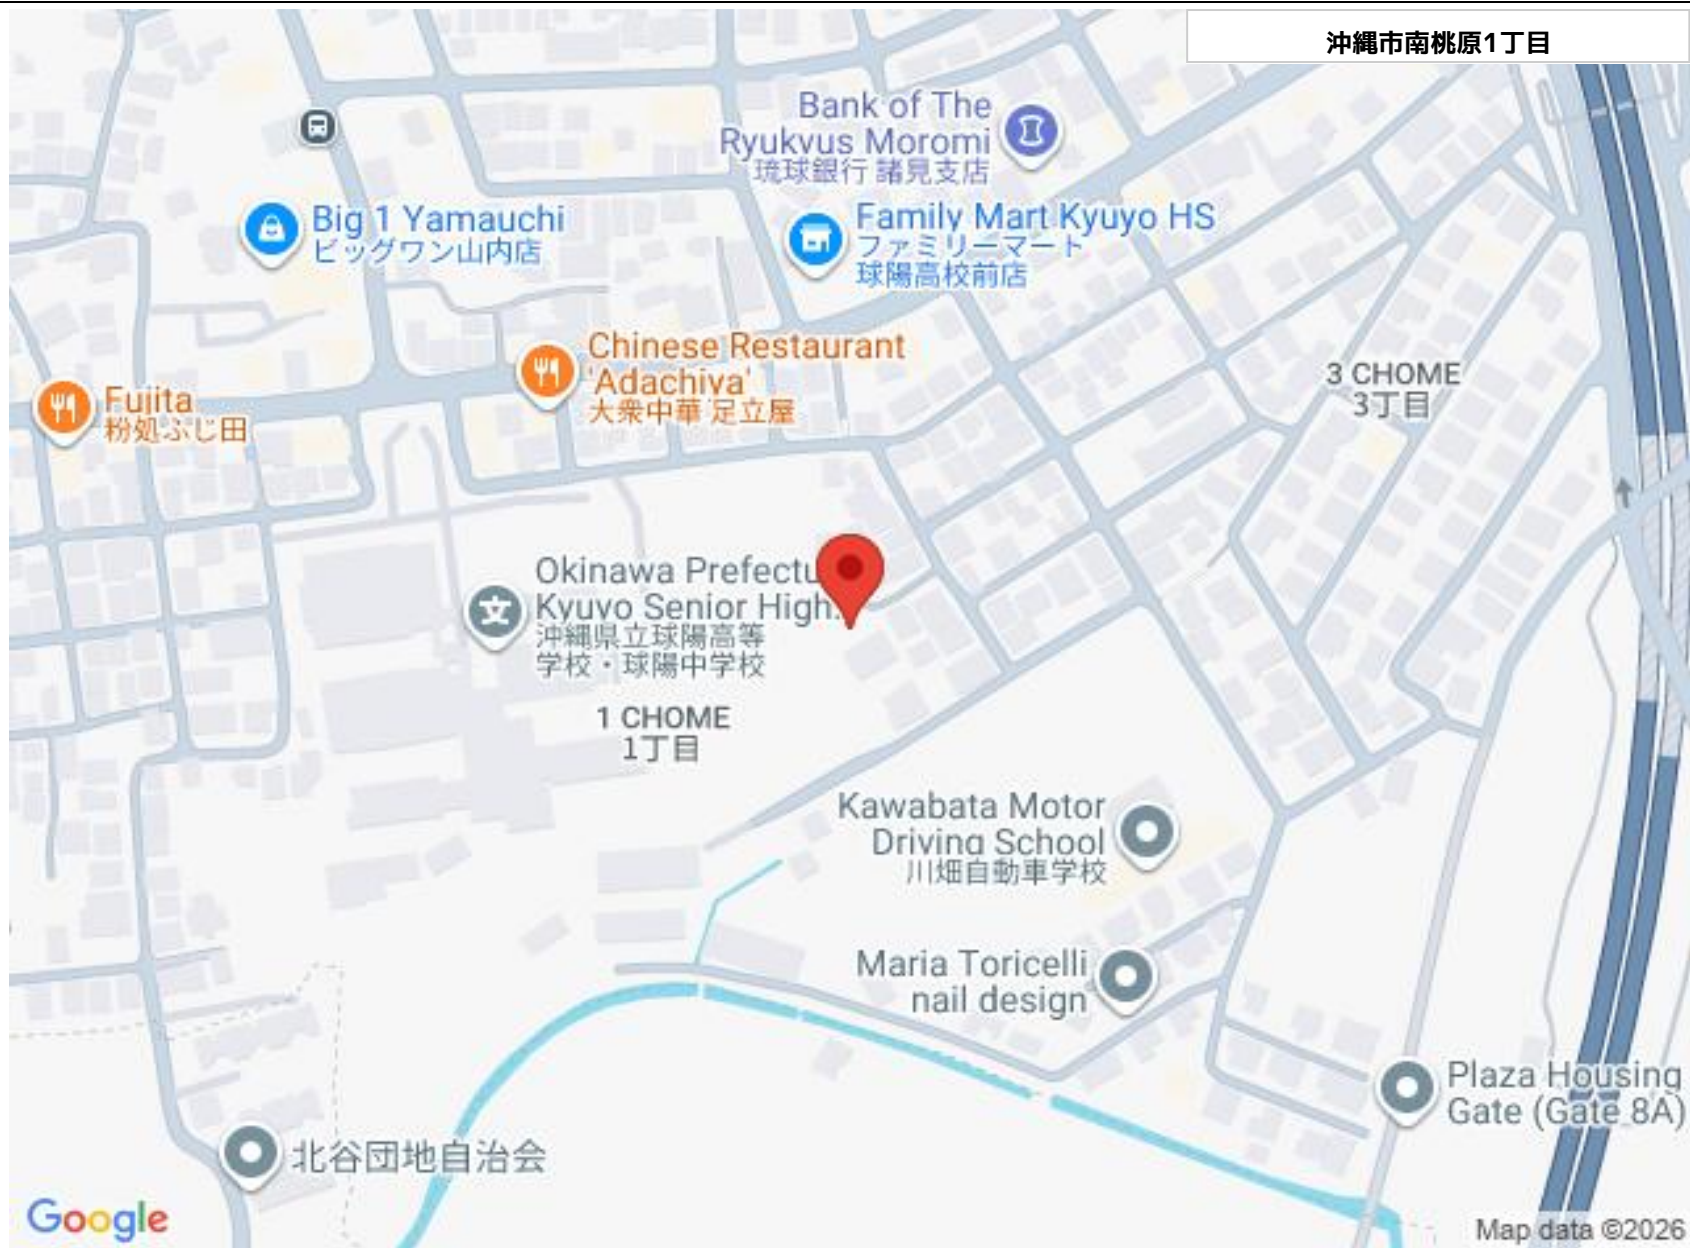 沖縄市南桃原1丁目
Bank of The
Ryukyus Moromi
琉球銀行 諸見支店
Big 1 Yamauchi
ビッグワン山内店
Family Mart Kyuyo HS
ファミリーマート
球陽高校前店
Chinese Restaurant
'Adachiya'
大衆中華 足立屋
3 CHOME
3丁目
Fujita
粉処ふじ田
Okinawa Prefectu
Kyuyo Senior High...
沖縄県立球陽高等
学校・球陽中学校
1 CHOME
1丁目
Kawabata Motor
Driving School
川畑自動車学校
Maria Toricelli
nail design
Plaza Housing
Gate (Gate 8A)
北谷団地自治会
Google
Map data ©2026